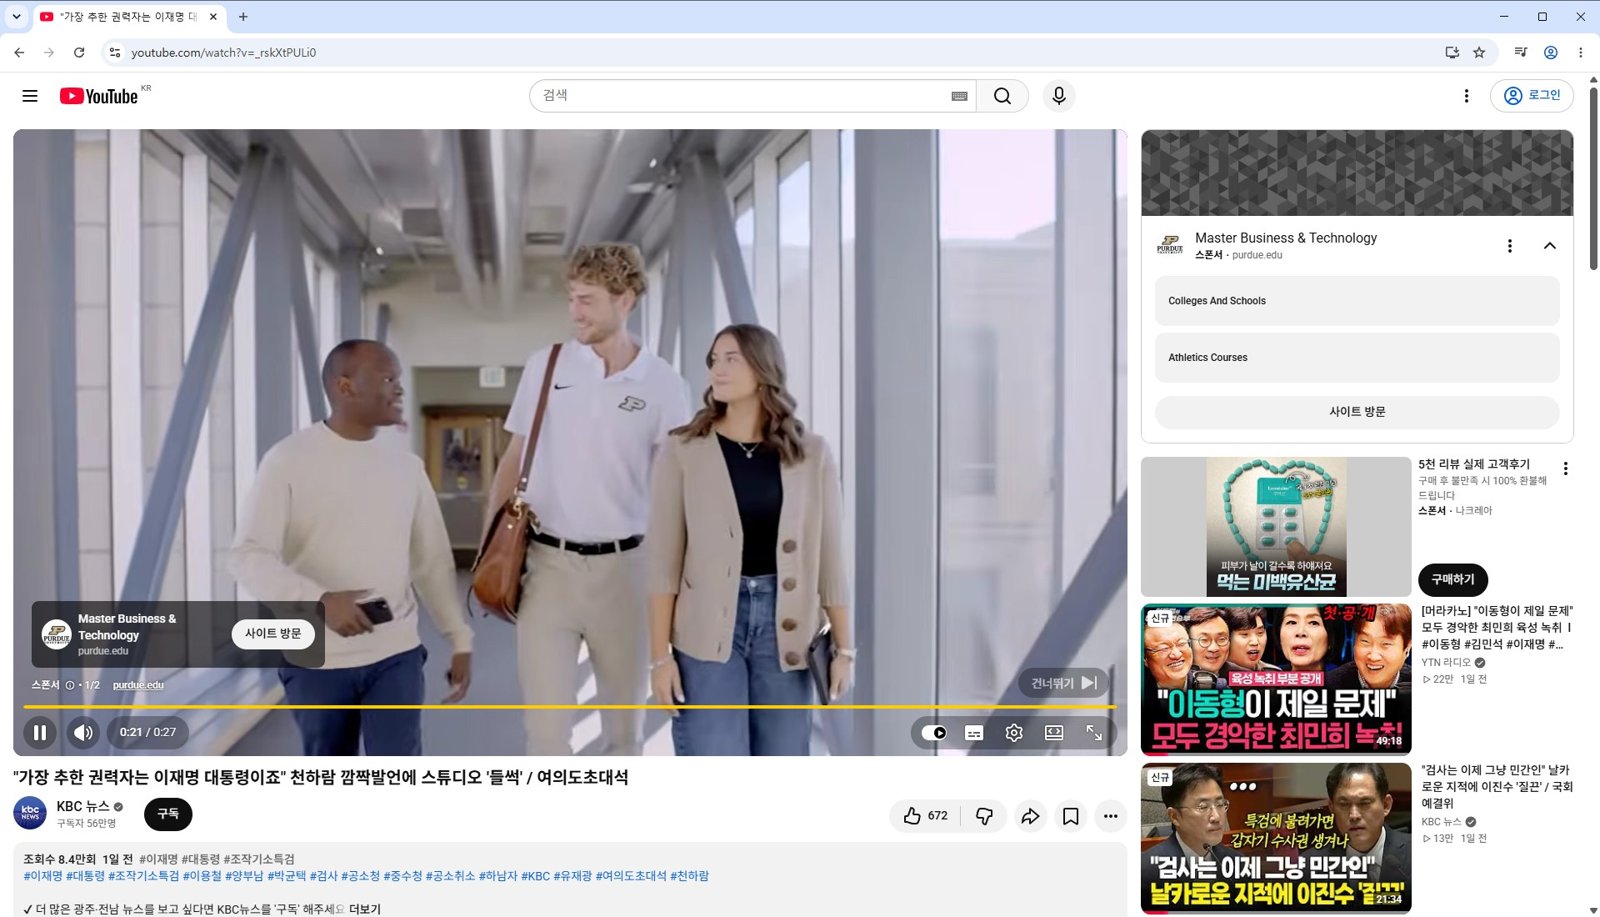 "가장 추한 권력자는 이재명 대
youtube.com/watch?v=_rskXtPULi0
YouTube KR
검색
로그인
Master Business & Technology
purdue.edu
사이트 방문
스폰서 · 1/2 purdue.edu
건너뛰기
0:21 / 0:27
"가장 추한 권력자는 이재명 대통령이죠" 천하람 깜짝발언에 스튜디오 '들썩' / 여의도초대석
kbc NEWS
KBC 뉴스
구독자 56만명
구독
672
조회수 8.4만회 1일 전 #이재명 #대통령 #조작기소특검
#이재명 #대통령 #조작기소특검 #이용철 #양부남 #박균택 #검사 #공소청 #중수청 #공소취소 #하남자 #KBC #유재광 #여의도초대석 #천하람
✓ 더 많은 광주·전남 뉴스를 보고 싶다면 KBC뉴스를 '구독' 해주세요 더보기
PURDUE
Master Business & Technology
스폰서 · purdue.edu
Colleges And Schools
Athletics Courses
사이트 방문
피부가 날이 갈수록 하얘져요
먹는 미백유산균
5천 리뷰 실제 고객후기
구매 후 불만족 시 100% 환불해
드립니다
스폰서 · 나크레아
구매하기
신규
첫·공·개
육성 녹취 부분 공개
"이동형이 제일 문제"
모두 경악한 최민희 녹취
49:18
[머라카노] "이동형이 제일 문제"
모두 경악한 최민희 육성 녹취 ㅣ
#이동형 #김민석 #이재명 #...
YTN 라디오
22만 1일 전
신규
특검에 불려가면
갑자기 수사권 생겨나
"검사는 이제 그냥 민간인"
날카로운 지적에 이진수 '질끈'
21:34
"검사는 이제 그냥 민간인" 날카
로운 지적에 이진수 '질끈' / 국회
예결위
KBC 뉴스
13만 1일 전